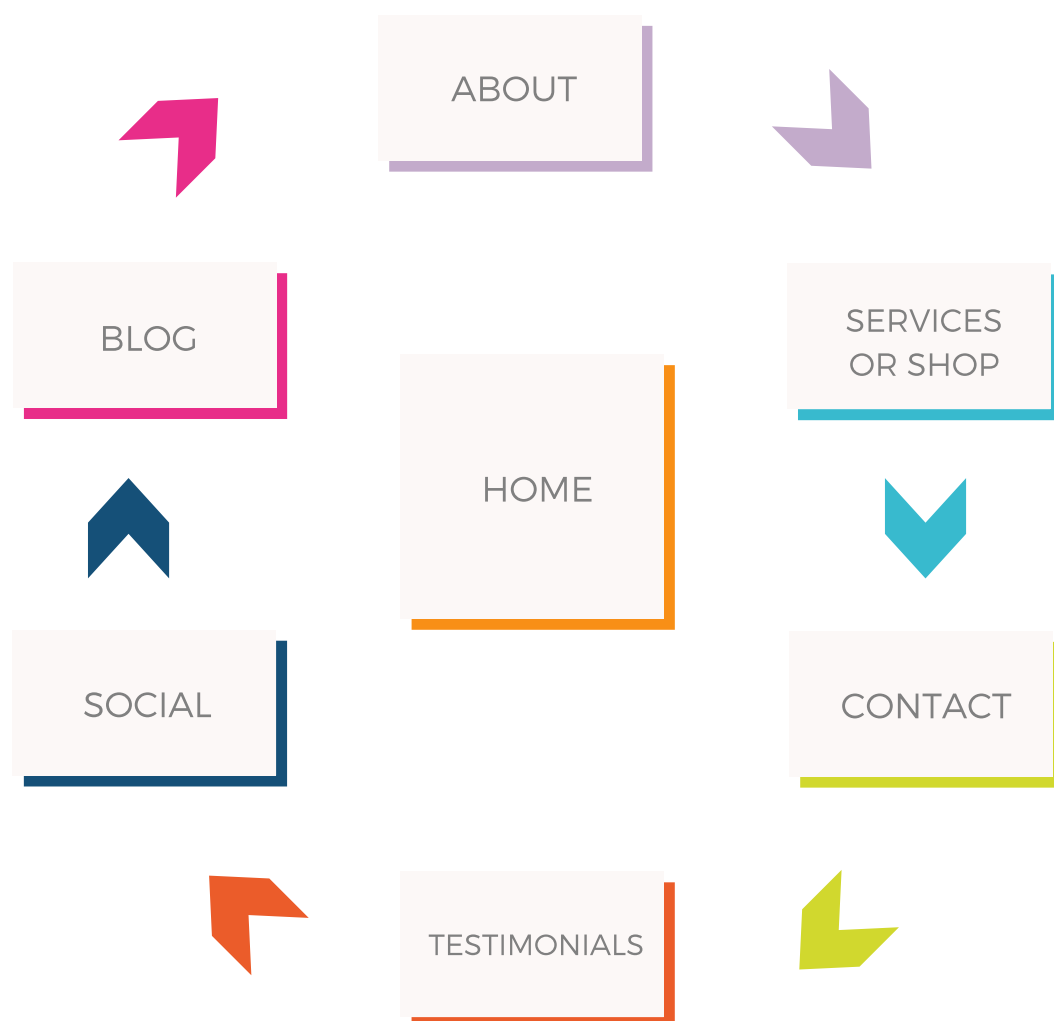 ABOUT
BLOG
SERVICES
OR SHOP
HOME
SOCIAL
CONTACT
TESTIMONIALS